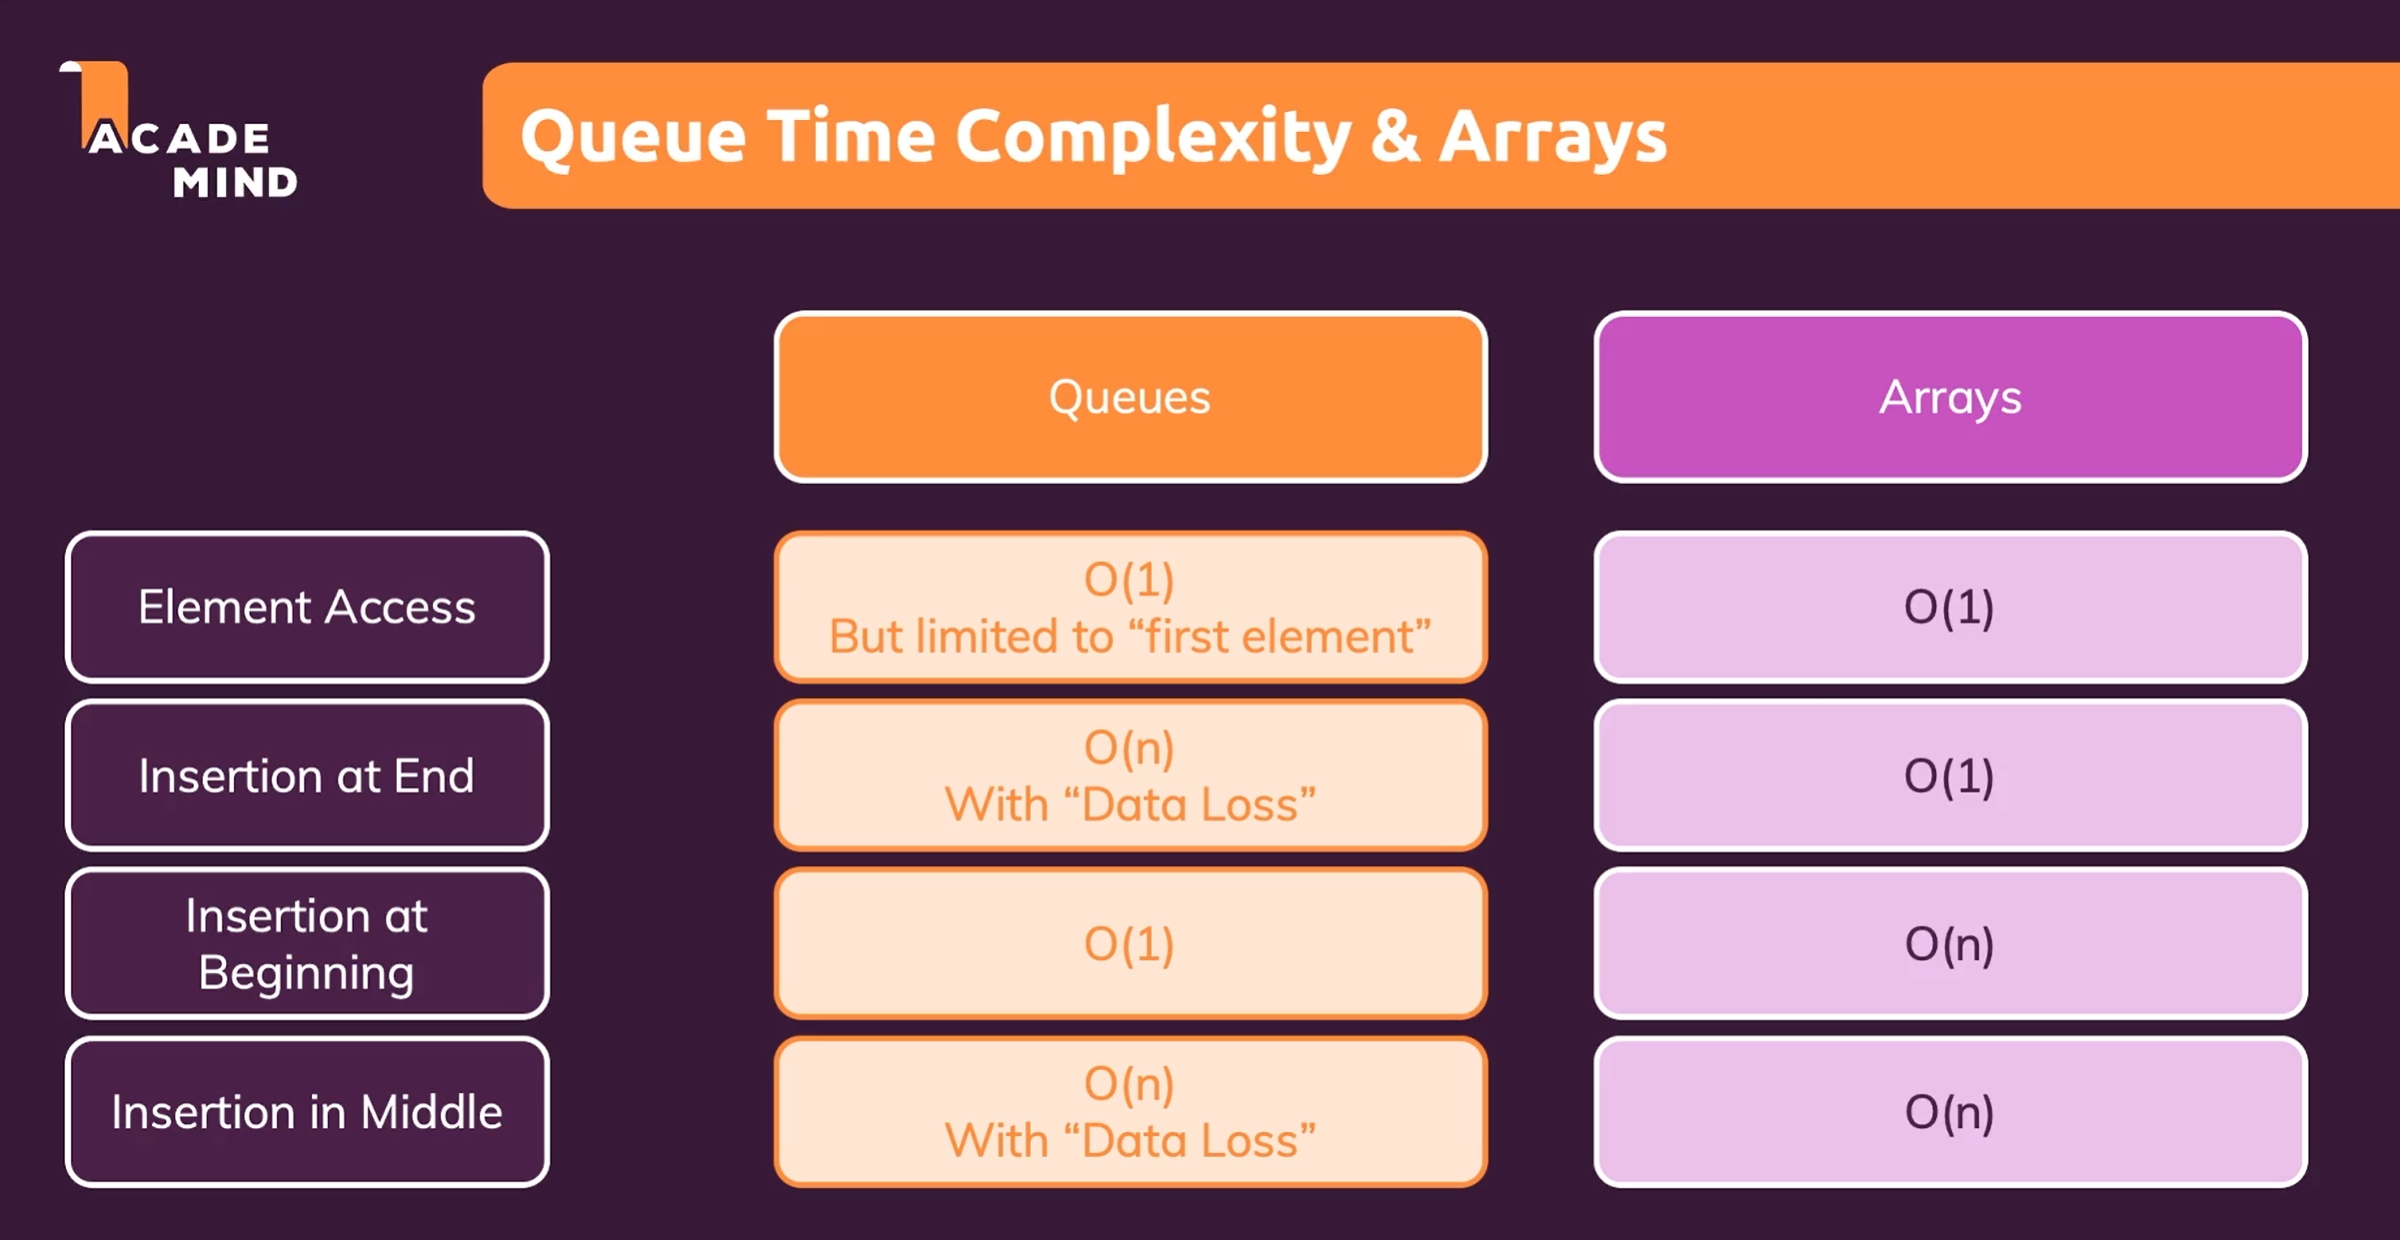 ACADE
MIND
Queue Time Complexity & Arrays
Queues
Arrays
Element Access
O(1)
But limited to “first element”
O(1)
Insertion at End
O(n)
With “Data Loss”
O(1)
Insertion at
Beginning
O(1)
O(n)
Insertion in Middle
O(n)
With “Data Loss”
O(n)